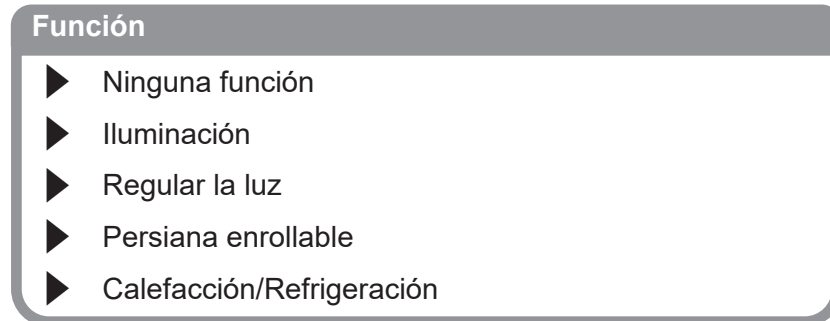 Función
Ninguna función
Iluminación
Regular la luz
Persiana enrollable
Calefacción/Refrigeración